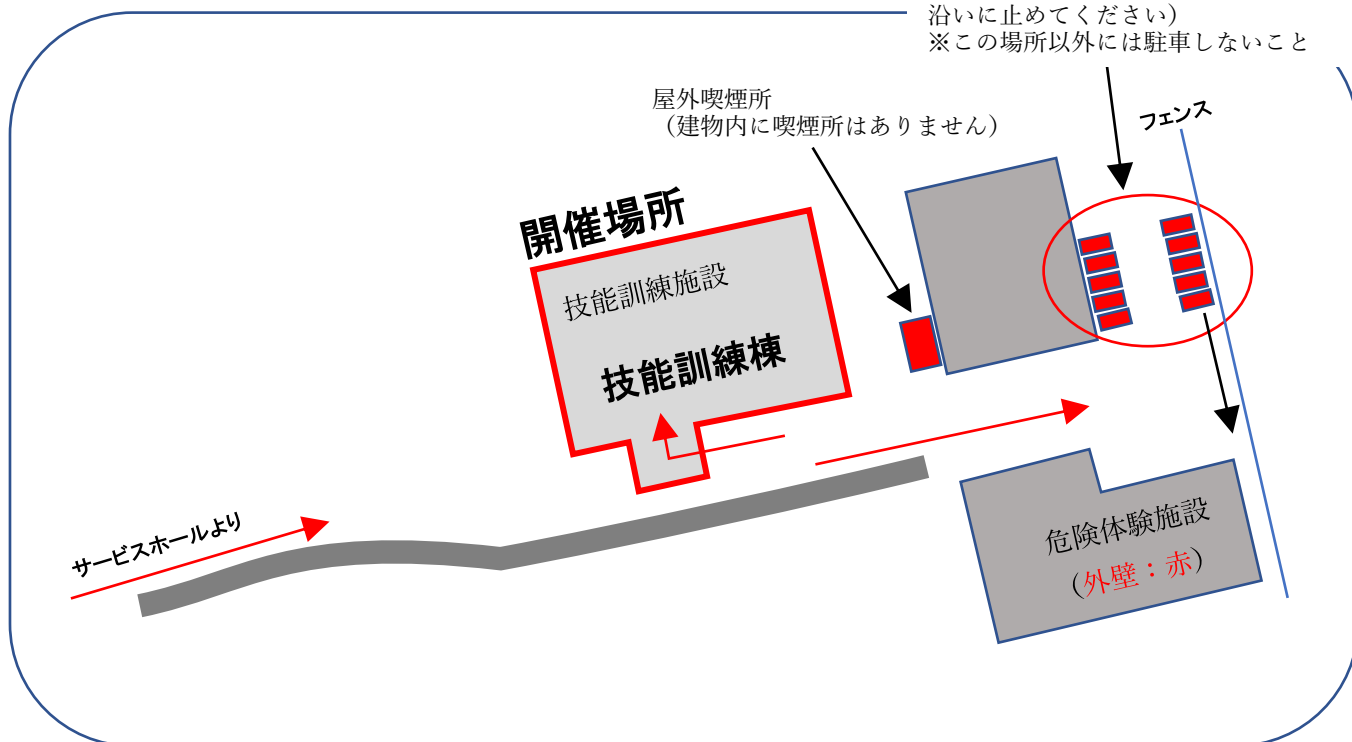 沿いに止めてください)
※この場所以外には駐車しないこと
屋外喫煙所
(建物内に喫煙所はありません)
フェンス
開催場所
技能訓練施設
技能訓練棟
サービスホールより
危険体験施設
(外壁：赤)